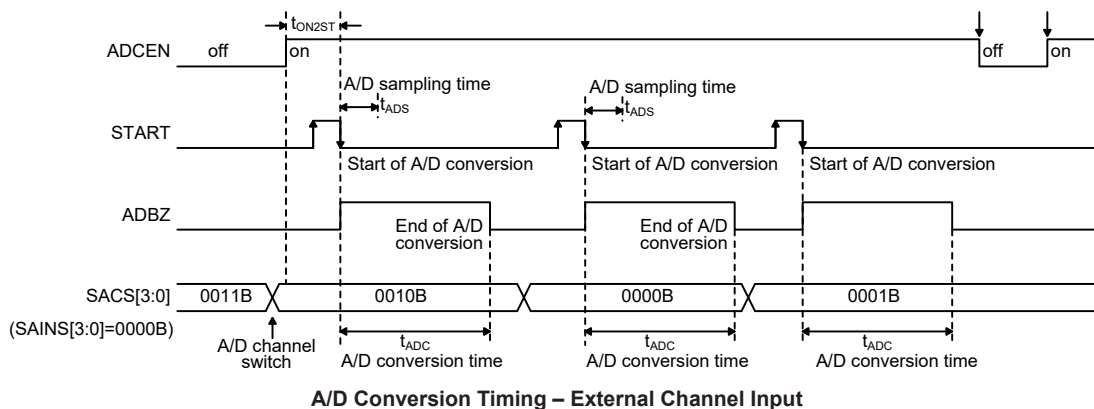 tON2ST
ADCEN off on off on
A/D sampling time A/D sampling time
tADS tADS
START
Start of A/D conversion Start of A/D conversion Start of A/D conversion
ADBZ
End of A/D conversion End of A/D conversion
SACS[3:0] 0011B 0010B 0000B 0001B
(SAINS[3:0]=0000B)
A/D channel switch
tADC tADC tADC
A/D conversion time A/D conversion time A/D conversion time
A/D Conversion Timing – External Channel Input